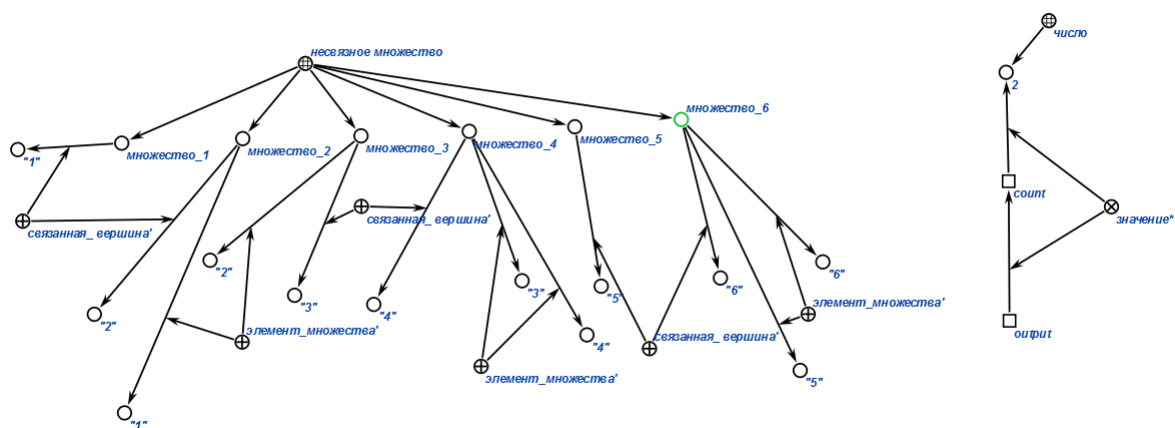 несвязное множество
число
2
множество_6
"1"
множество_1
множество_2
множество_3
множество_4
множество_5
count
связанная_ вершина'
связанная_ вершина'
значение*
"2"
"3"
"4"
"3"
"5"
"6"
"6"
"2"
элемент_множества'
"4"
связанная_ вершина'
элемент_множества'
output
элемент_множества'
"5"
"1"